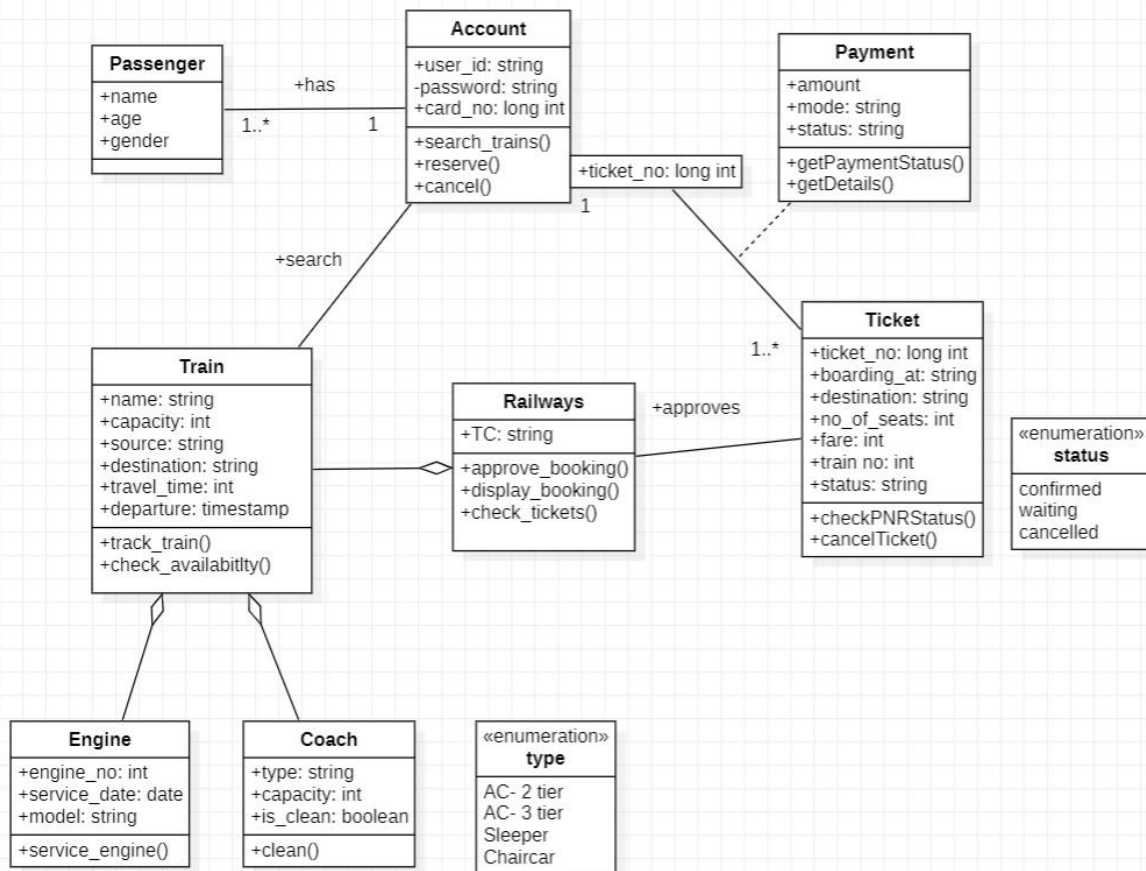 Passenger
+name
+age
+gender
+has
1..*
1
Account
+user_id: string
-password: string
+card_no: long int
+search_trains()
+reserve()
+cancel()
+ticket_no: long int
1
Payment
+amount
+mode: string
+status: string
+getPaymentStatus()
+getDetails()
+search
1..*
Ticket
+ticket_no: long int
+boarding_at: string
+destination: string
+no_of_seats: int
+fare: int
+train no: int
+status: string
+checkPNRStatus()
+cancelTicket()
Train
+name: string
+capacity: int
+source: string
+destination: string
+travel_time: int
+departure: timestamp
+track_train()
+check_availabitlty()
Railways
+TC: string
+approve_booking()
+display_booking()
+check_tickets()
+approves
«enumeration»
status
confirmed
waiting
cancelled
Engine
+engine_no: int
+service_date: date
+model: string
+service_engine()
Coach
+type: string
+capacity: int
+is_clean: boolean
+clean()
«enumeration»
type
AC- 2 tier
AC- 3 tier
Sleeper
Chaircar